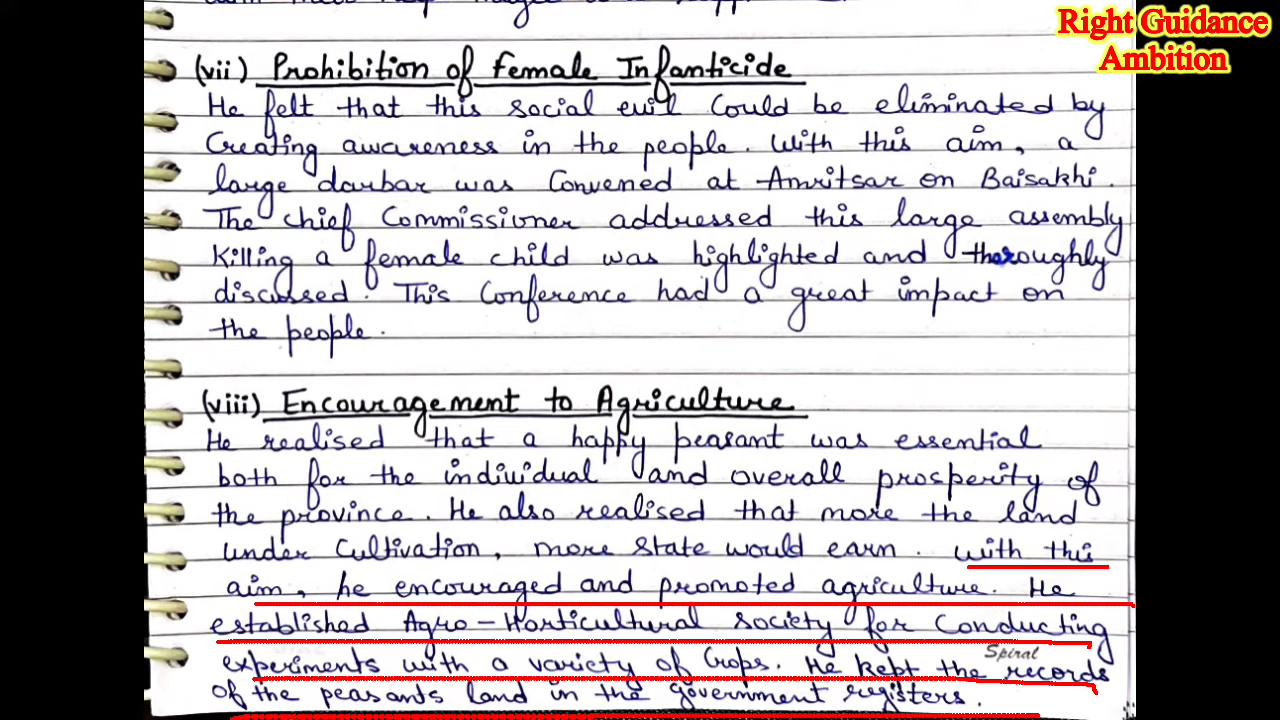 Right Guidance
Ambition
(vii) Prohibition of Female Infanticide
He felt that this social evil could be eliminated by
Creating awareness in the people. With this aim, a
large darbar was Convened at Amritsar on Baisakhi.
The Chief Commissioner addressed this large assembly
Killing a female child was highlighted and thoroughly
discussed. This Conference had a great impact on
the people.
(viii) Encouragement to Agriculture
He realised that a happy peasant was essential
both for the individual and overall prosperity of
the province. He also realised that more the land
under Cultivation, more State would earn. With this
aim, he encouraged and promoted agriculture. He
established Agro-Horticultural society for Conducting
experiments with a variety of Crops. He kept the records
Spiral
of the peasants land in the government registers.